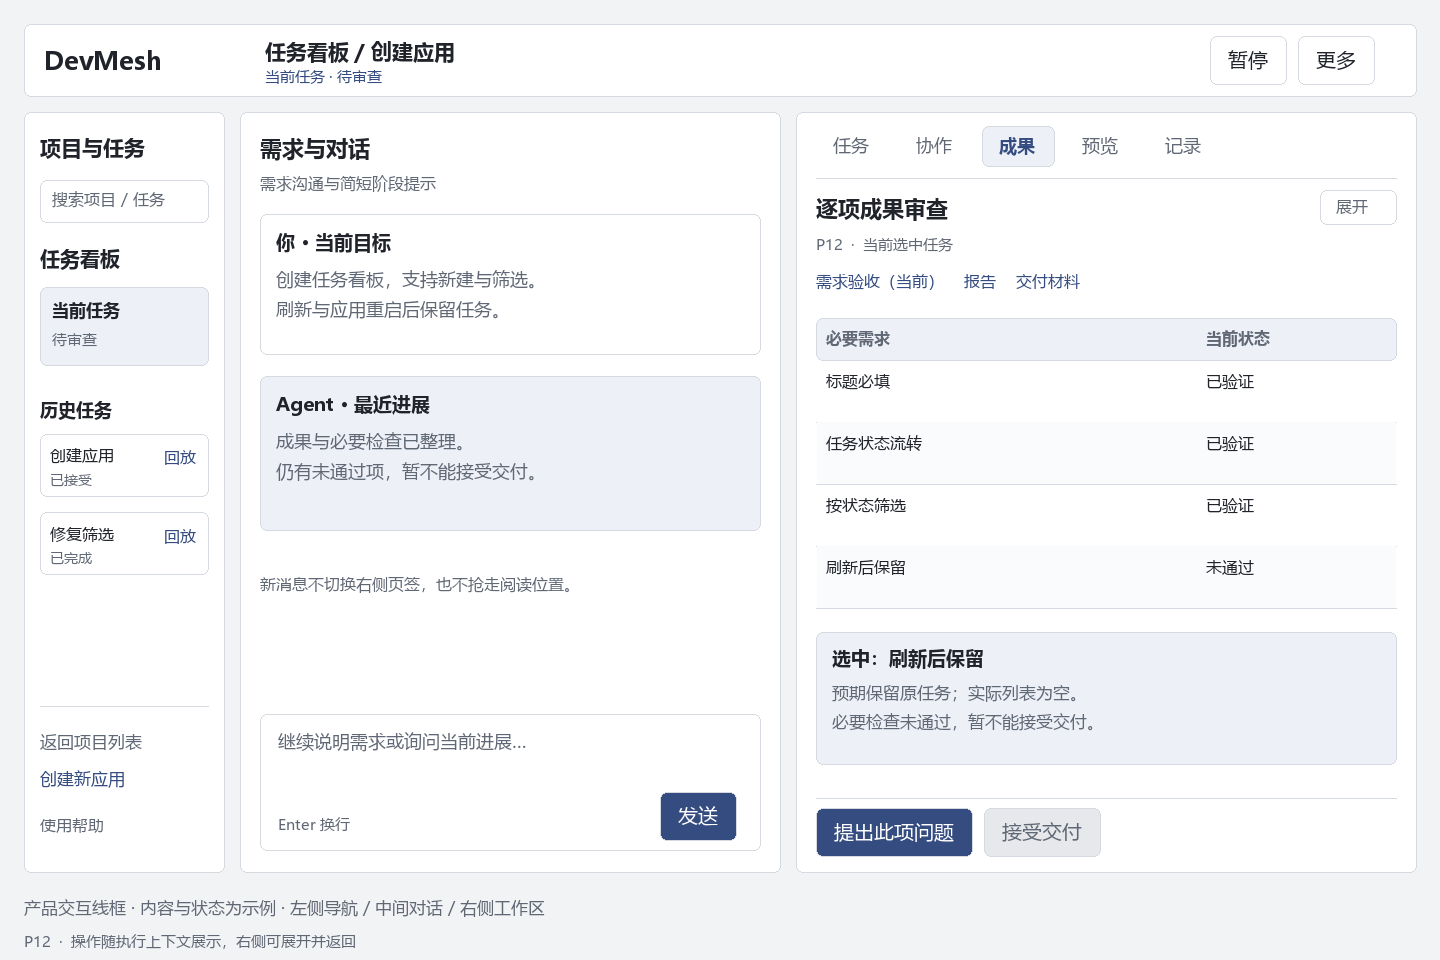 DevMesh
任务看板 / 创建应用
当前任务 · 待审查
暂停
更多
项目与任务
搜索项目 / 任务
任务看板
当前任务
待审查
历史任务
创建应用
回放
已接受
修复筛选
回放
已完成
返回项目列表
创建新应用
使用帮助
需求与对话
需求沟通与简短阶段提示
你 · 当前目标
创建任务看板，支持新建与筛选。
刷新与应用重启后保留任务。
Agent · 最近进展
成果与必要检查已整理。
仍有未通过项，暂不能接受交付。
新消息不切换右侧页签，也不抢走阅读位置。
继续说明需求或询问当前进展...
Enter 换行
发送
任务
协作
成果
预览
记录
逐项成果审查
展开
P12 · 当前选中任务
需求验收（当前）
报告
交付材料
必要需求
当前状态
标题必填
已验证
任务状态流转
已验证
按状态筛选
已验证
刷新后保留
未通过
选中：刷新后保留
预期保留原任务；实际列表为空。
必要检查未通过，暂不能接受交付。
提出此项问题
接受交付
产品交互线框 · 内容与状态为示例 · 左侧导航 / 中间对话 / 右侧工作区
P12 · 操作随执行上下文展示，右侧可展开并返回